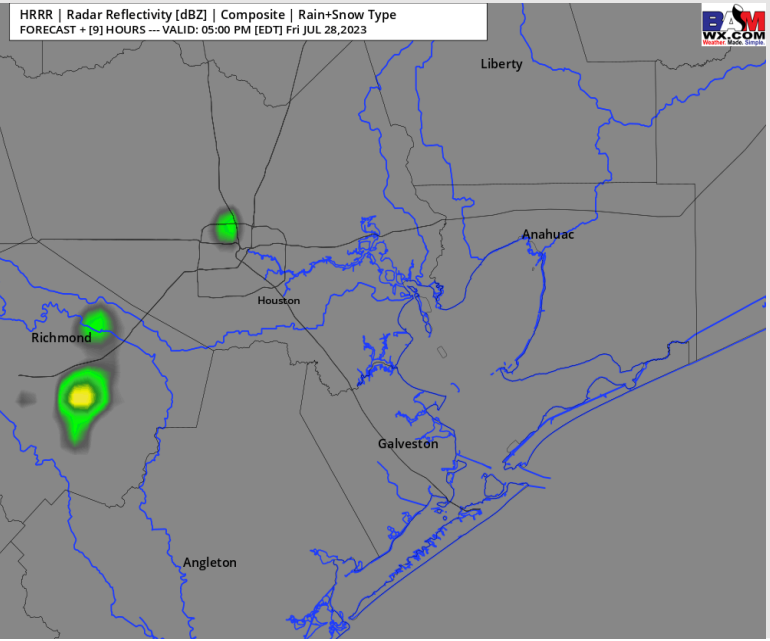 HRRR | Radar Reflectivity [dBZ] | Composite | Rain+Snow Type
FORECAST + [9] HOURS --- VALID: 05:00 PM [EDT] Fri JUL 28,2023
BAM
WX.COM
Weather. Made. Simple.
Liberty
Anahuac
Houston
Richmond
Galveston
Angleton